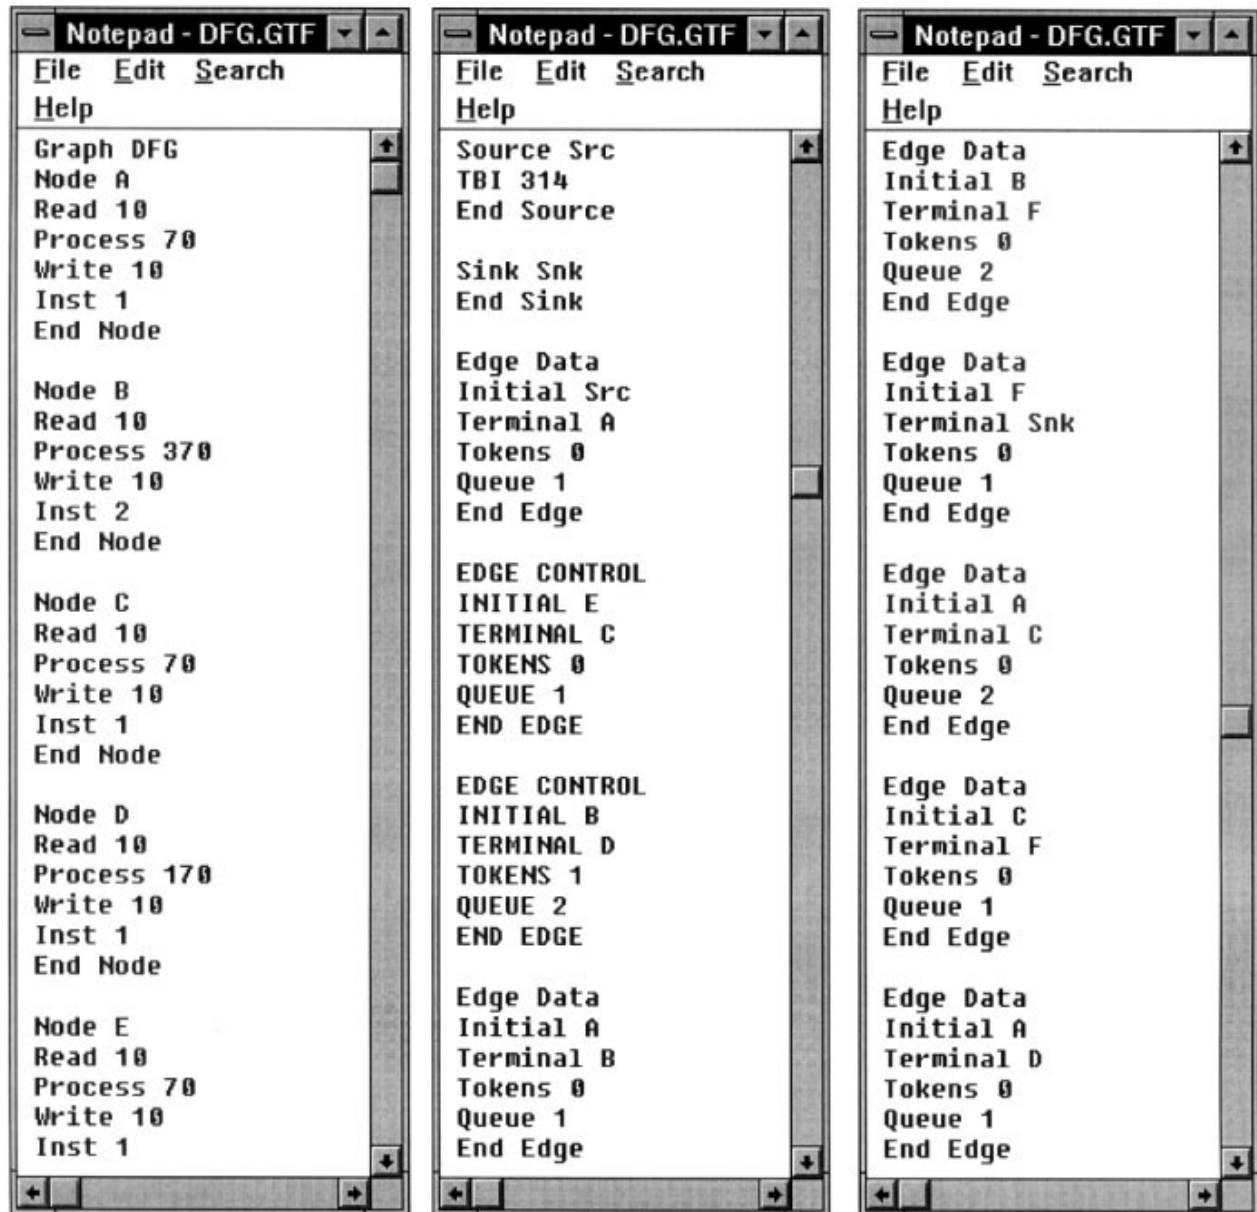 Notepad - DFG.GTF
File Edit Search
Help
Graph DFG
Node A
Read 10
Process 70
Write 10
Inst 1
End Node
Node B
Read 10
Process 370
Write 10
Inst 2
End Node
Node C
Read 10
Process 70
Write 10
Inst 1
End Node
Node D
Read 10
Process 170
Write 10
Inst 1
End Node
Node E
Read 10
Process 70
Write 10
Inst 1
Notepad - DFG.GTF
File Edit Search
Help
Source Src
TBI 314
End Source
Sink Snk
End Sink
Edge Data
Initial Src
Terminal A
Tokens 0
Queue 1
End Edge
EDGE CONTROL
INITIAL E
TERMINAL C
TOKENS 0
QUEUE 1
END EDGE
EDGE CONTROL
INITIAL B
TERMINAL D
TOKENS 1
QUEUE 2
END EDGE
Edge Data
Initial A
Terminal B
Tokens 0
Queue 1
End Edge
Notepad - DFG.GTF
File Edit Search
Help
Edge Data
Initial B
Terminal F
Tokens 0
Queue 2
End Edge
Edge Data
Initial F
Terminal Snk
Tokens 0
Queue 1
End Edge
Edge Data
Initial A
Terminal C
Tokens 0
Queue 2
End Edge
Edge Data
Initial C
Terminal F
Tokens 0
Queue 1
End Edge
Edge Data
Initial A
Terminal D
Tokens 0
Queue 1
End Edge